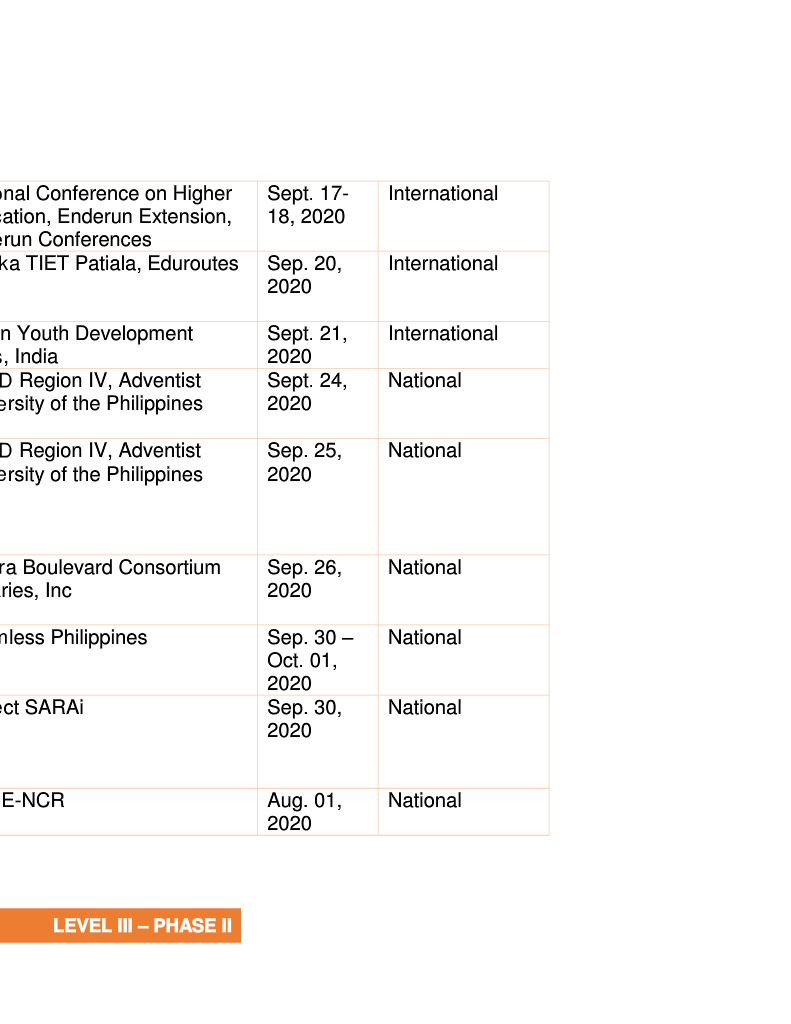 onal Conference on Higher Sept. 17- International
cation, Enderun Extension, 18, 2020
erun Conferences
ka TIET Patiala, Eduroutes Sep. 20, International
2020
n Youth Development Sept. 21, International
s, India 2020
D Region IV, Adventist Sept. 24, National
ersity of the Philippines 2020
D Region IV, Adventist Sep. 25, National
ersity of the Philippines 2020
ra Boulevard Consortium Sep. 26, National
aries, Inc 2020
mless Philippines Sep. 30 – National
Oct. 01,
2020
ect SARAi Sep. 30, National
2020
E-NCR Aug. 01, National
2020
LEVEL III – PHASE II